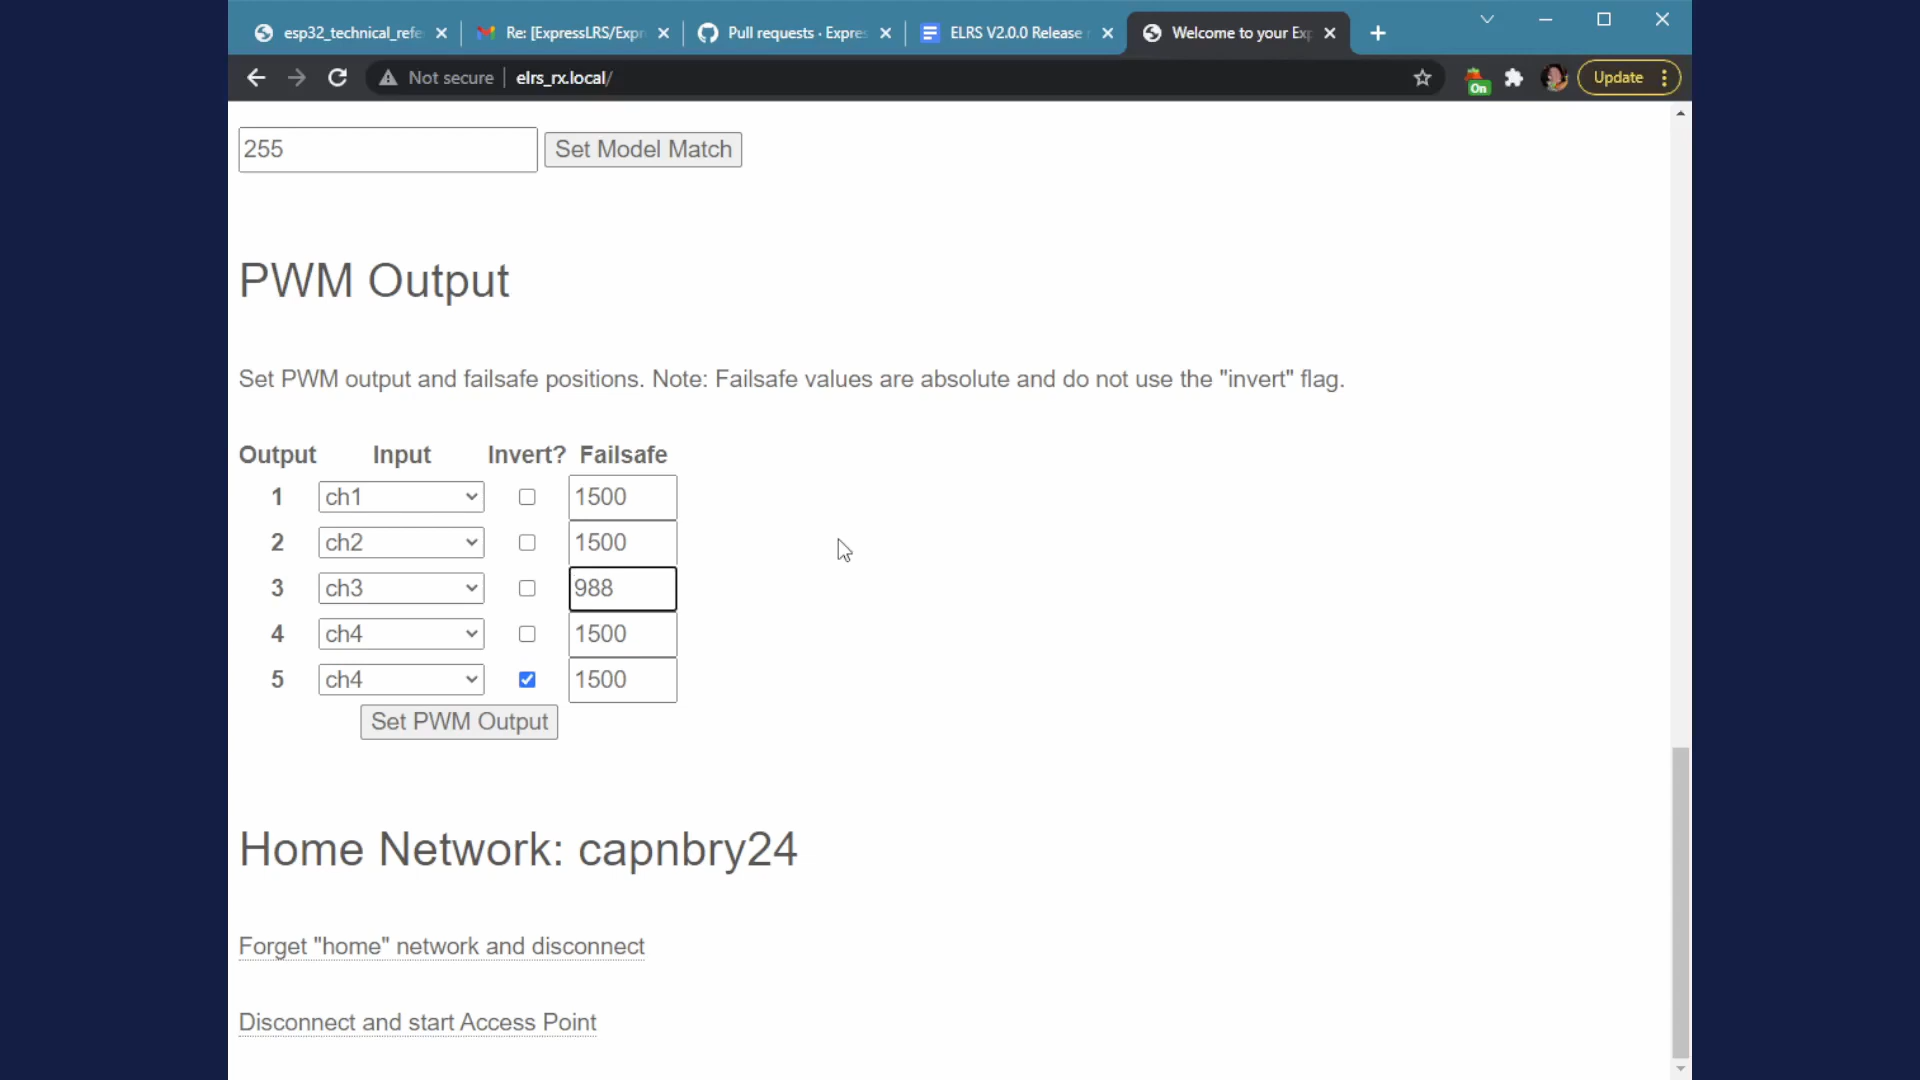 esp32_technical_refe
Re: [ExpressLRS/Expr
Pull requests · Expre
ELRS V2.0.0 Release
Welcome to your Exp
Not secure
elrs_rx.local/
On
Update
255
Set Model Match
PWM Output
Set PWM output and failsafe positions. Note: Failsafe values are absolute and do not use the "invert" flag.
Output Input Invert? Failsafe
1 ch1 1500
2 ch2 1500
3 ch3 988
4 ch4 1500
5 ch4 1500
Set PWM Output
Home Network: capnbry24
Forget "home" network and disconnect
Disconnect and start Access Point